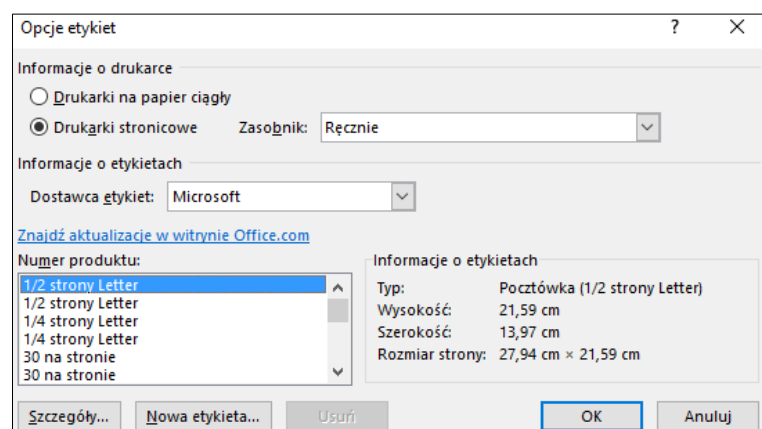 Opcje etykiet ?
Informacje o drukarce
Drukarki na papier ciągły
Drukarki stronicowe Zasobnik: Ręcznie
Informacje o etykietach
Dostawca etykiet: Microsoft
Znajdź aktualizacje w witrynie Office.com
Numer produktu:
1/2 strony Letter
1/2 strony Letter
1/4 strony Letter
1/4 strony Letter
30 na stronie
30 na stronie
Informacje o etykietach
Typ: Pocztówka (1/2 strony Letter)
Wysokość: 21,59 cm
Szerokość: 13,97 cm
Rozmiar strony: 27,94 cm × 21,59 cm
Szczegóły... Nowa etykieta... Usuń OK Anuluj